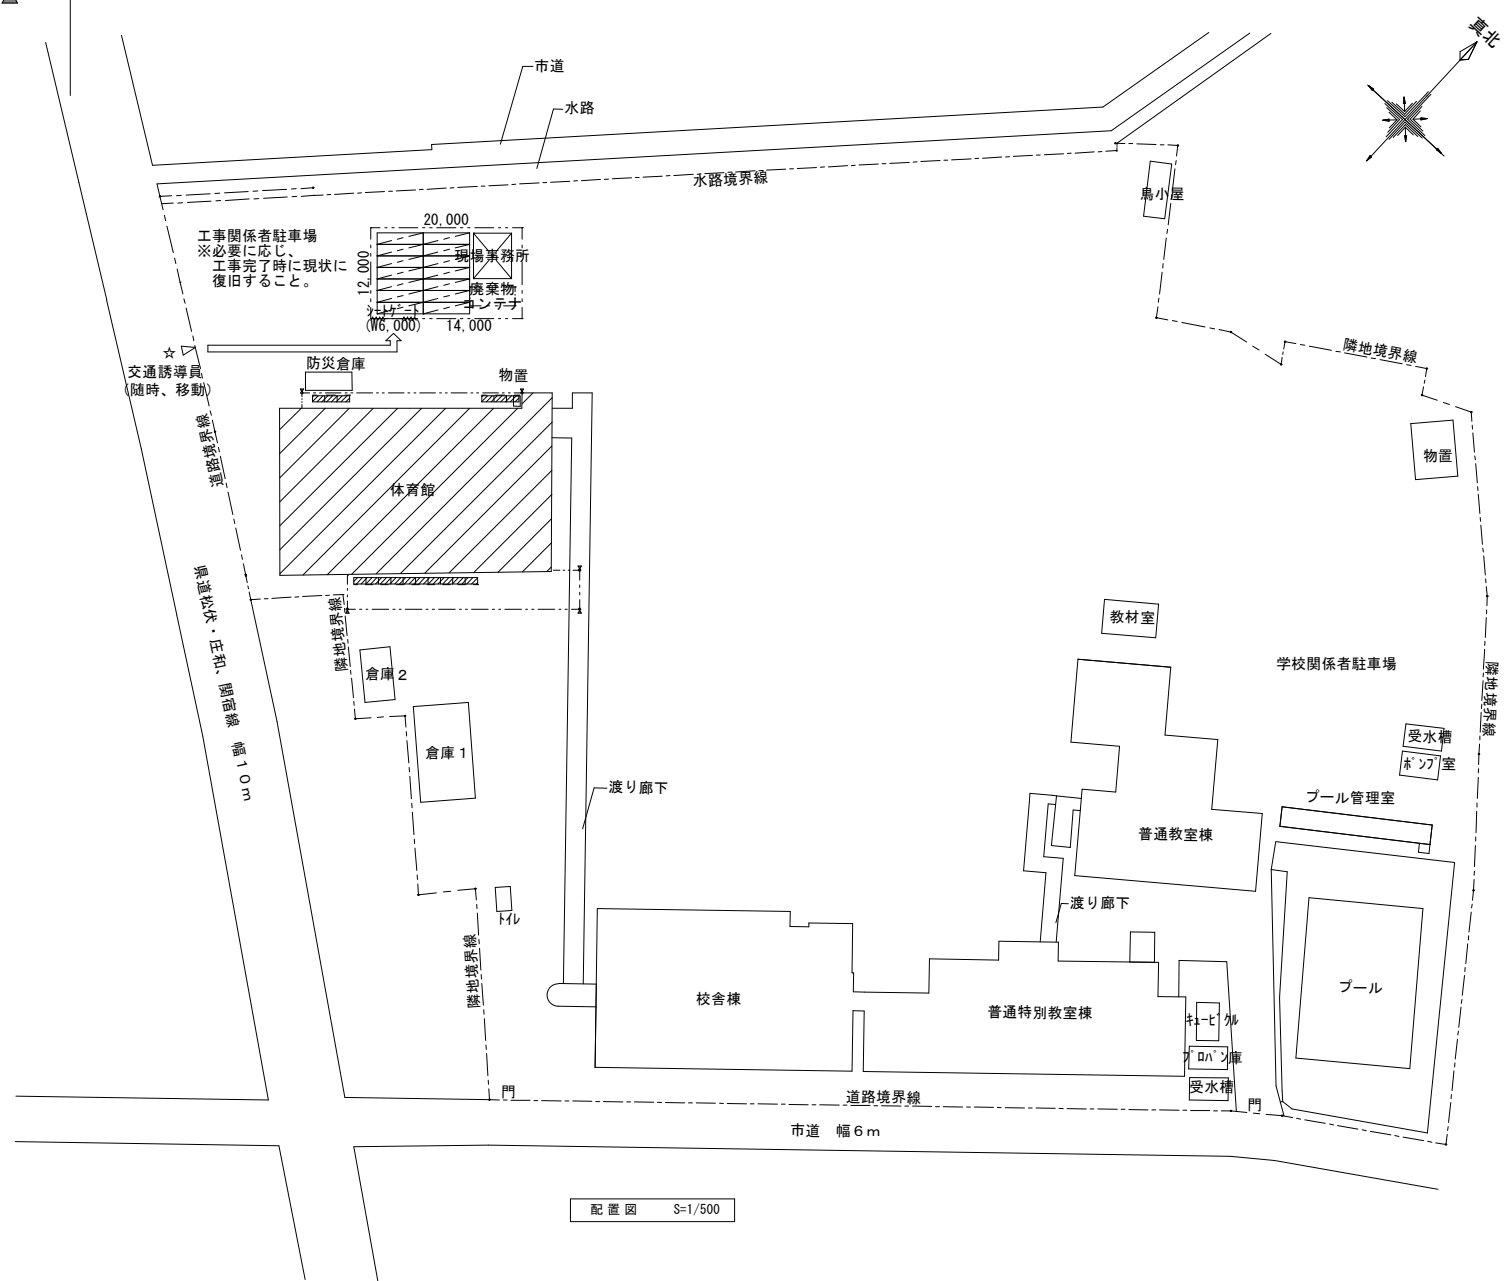 真北
市道
水路
水路境界線
鳥小屋
20,000
工事関係者駐車場
※必要に応じ、
工事完了時に現状に
復旧すること。
12,000
現場事務所
廃棄物
コンテナ
ｼｰﾄｹﾞｰﾄ
(W6,000)
14,000
☆
交通誘導員
(随時、移動)
防災倉庫
物置
隣地境界線
道路境界線
物置
体育館
県道松伏・庄和、関宿線　幅１０ｍ
隣地境界線
教材室
倉庫２
学校関係者駐車場
隣地境界線
倉庫１
受水槽
ﾎﾟﾝﾌﾟ室
渡り廊下
プール管理室
普通教室棟
渡り廊下
ﾄｲﾚ
隣地境界線
校舎棟
普通特別教室棟
プール
ｷｭｰﾋﾞｸﾙ
ﾌﾟﾛﾊﾟﾝ庫
受水槽
門
道路境界線
門
市道　幅６ｍ
配置図　S=1/500